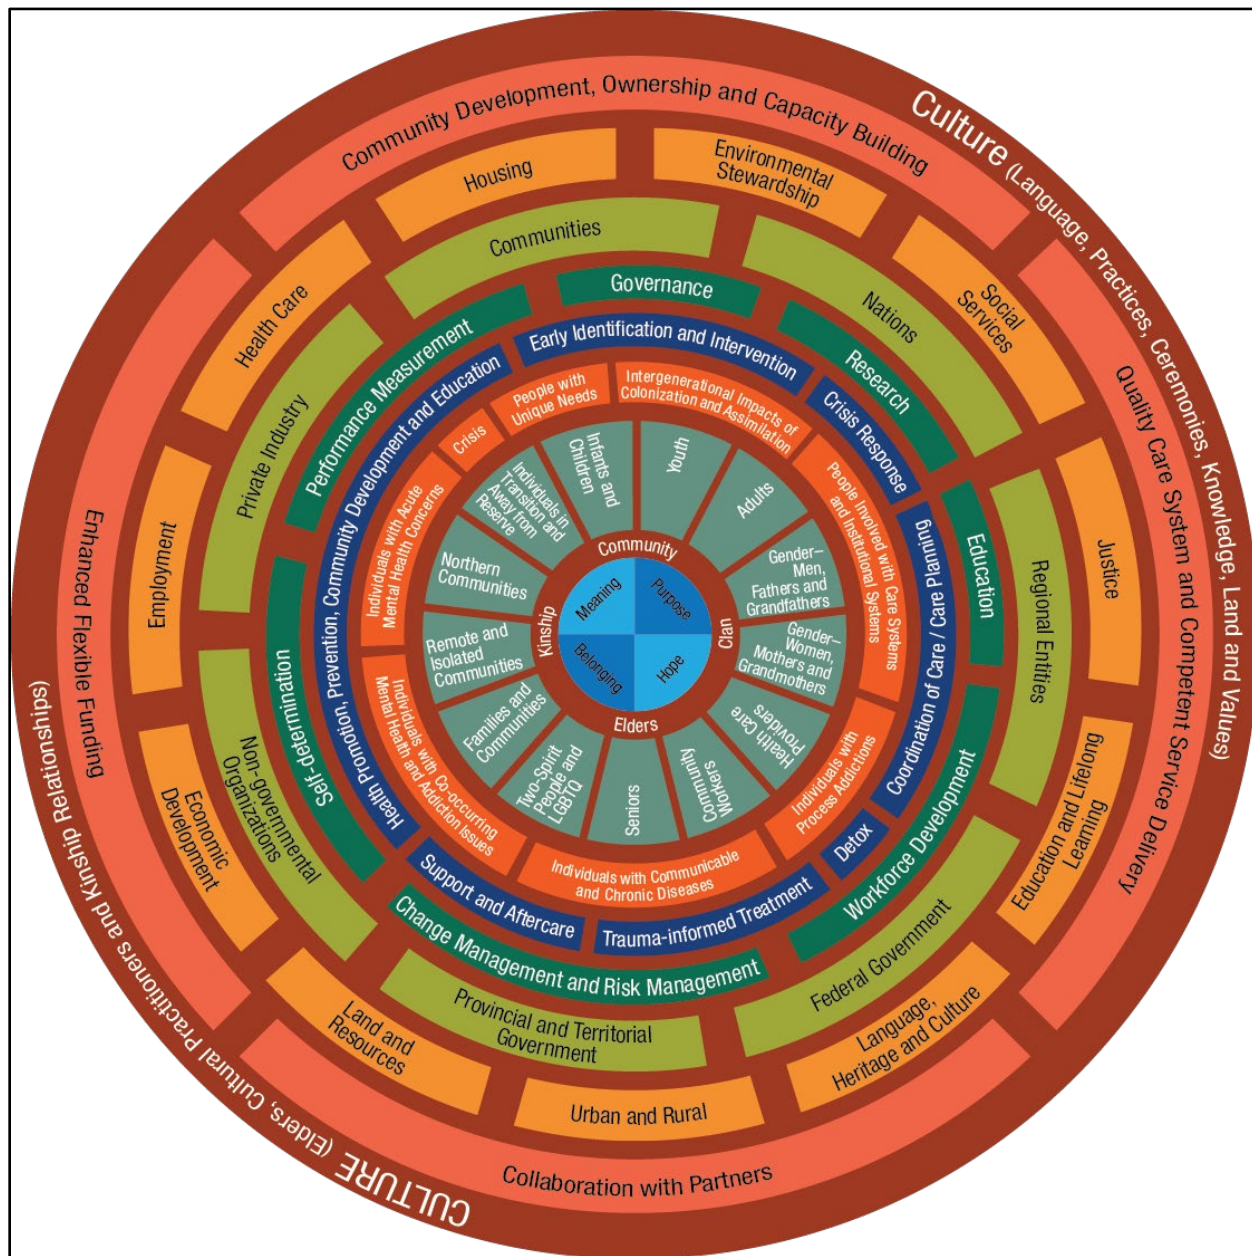 Culture (Language, Practices, Ceremonies, Knowledge, Land and Values)
CULTURE (Elders, Cultural Practitioners and Kinship Relationships)
Community Development, Ownership and Capacity Building
Quality Care System and Competent Service Delivery
Collaboration with Partners
Enhanced Flexible Funding
Housing
Environmental
Stewardship
Social
Services
Justice
Education and Lifelong
Learning
Language,
Heritage and Culture
Urban and Rural
Land and
Resources
Economic
Development
Employment
Health Care
Communities
Nations
Regional Entities
Federal Government
Provincial and Territorial
Government
Non-governmental
Organizations
Private Industry
Governance
Research
Education
Workforce Development
Change Management and Risk Management
Self-determination
Performance Measurement
Early Identification and Intervention
Crisis Response
Coordination of Care / Care Planning
Detox
Trauma-informed Treatment
Support and Aftercare
Health Promotion, Prevention, Community Development and Education
People with
Unique Needs
Intergenerational Impacts of
Colonization and Assimilation
People Involved with Care Systems
and Institutional Systems
Individuals with
Process Addictions
Individuals with Communicable
and Chronic Diseases
Individuals with Co-occurring
Mental Health and Addiction Issues
Individuals with Acute
Mental Health Concerns
Crisis
Infants and
Children
Youth
Adults
Gender–
Men,
Fathers and
Grandfathers
Gender–
Women,
Mothers and
Grandmothers
Health Care
Providers
Community
Workers
Seniors
Two-Spirit
People and
LGBTQ
Families and
Communities
Remote and
Isolated
Communities
Northern
Communities
Individuals in
Transition and
Away from
Reserve
Community
Clan
Elders
Kinship
Meaning
Purpose
Hope
Belonging